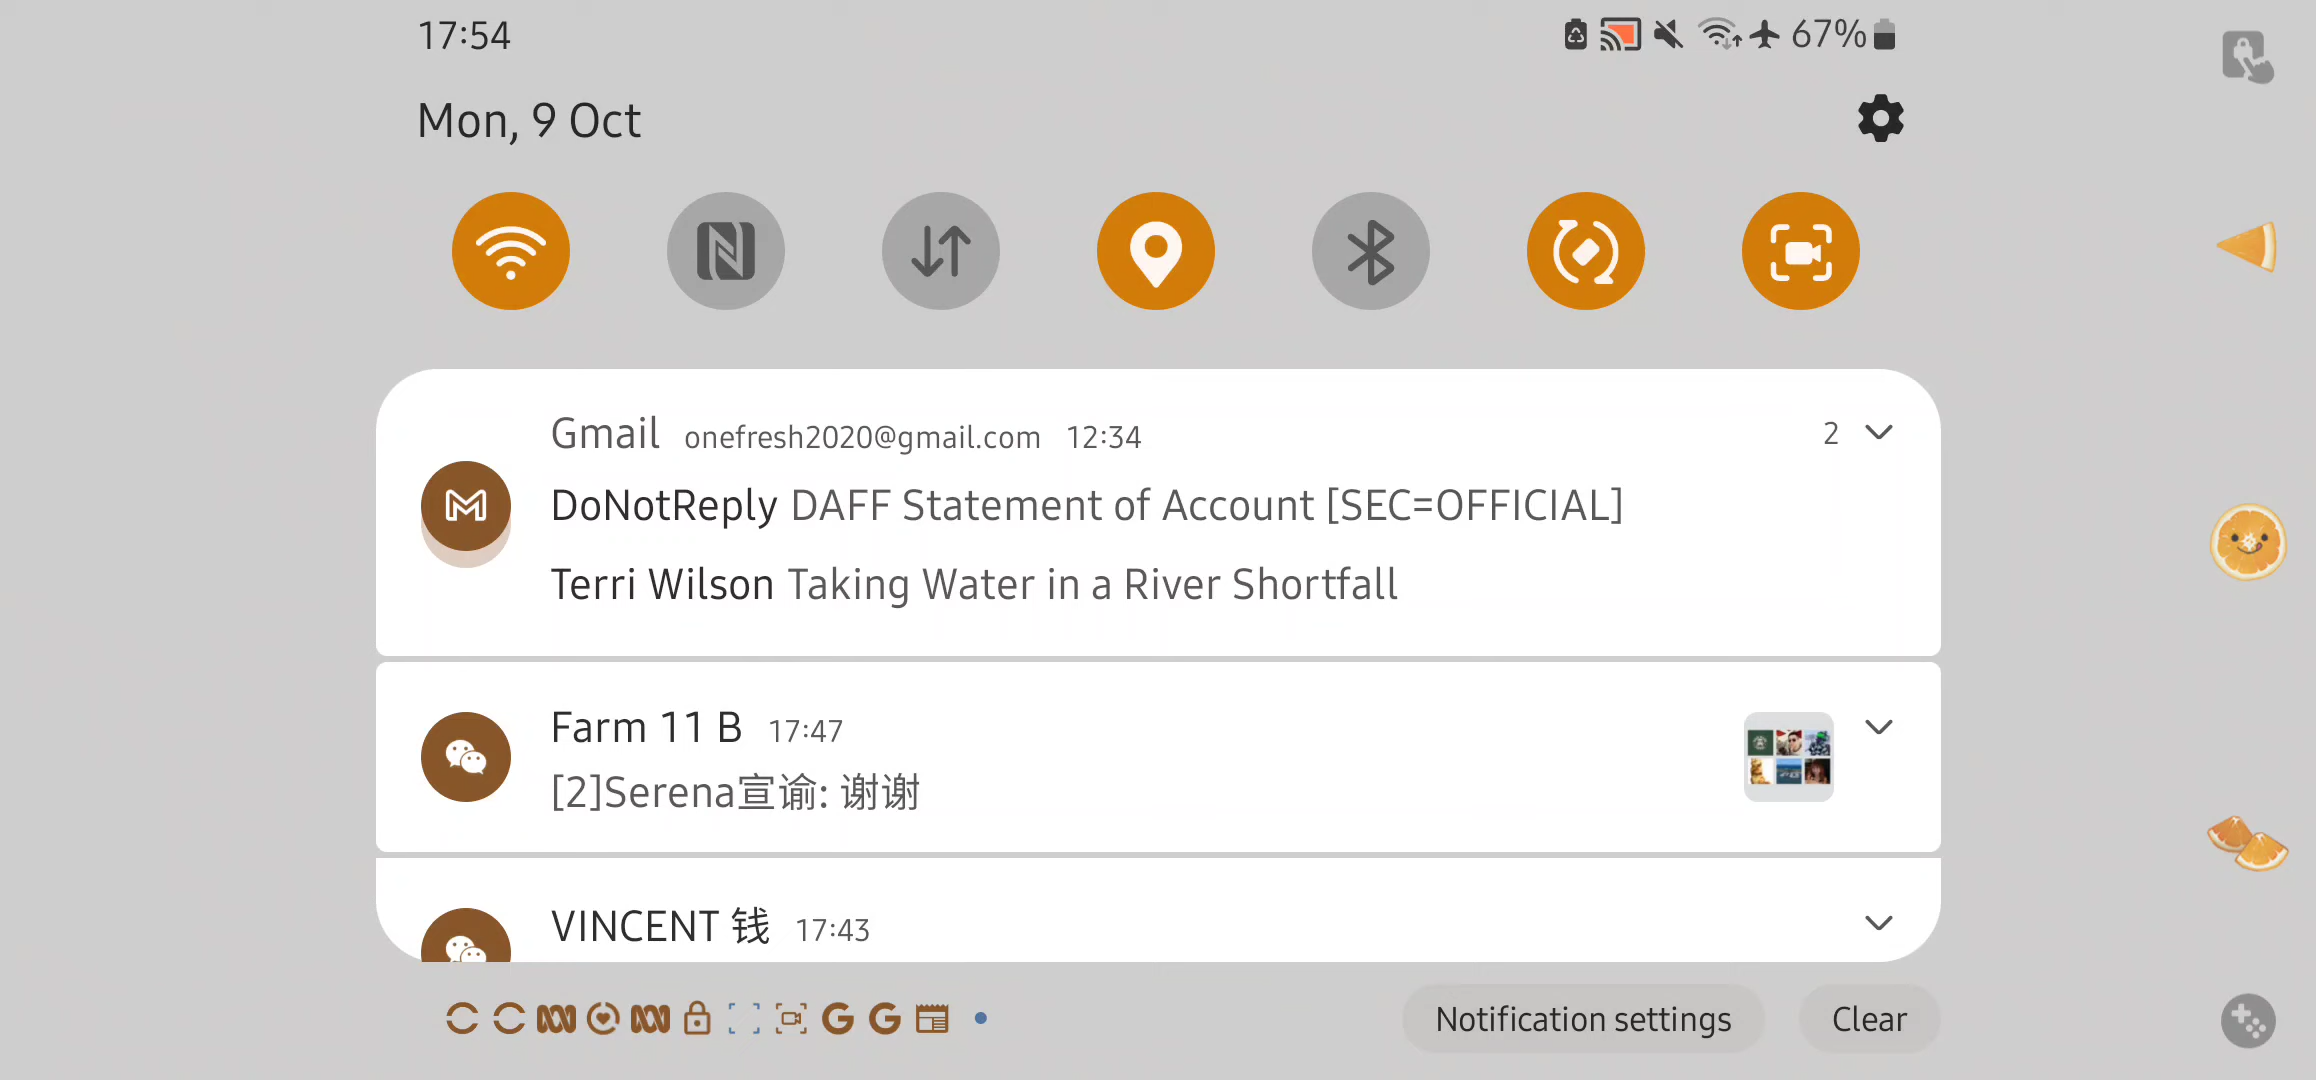 17:54
67%
Mon, 9 Oct
Gmail onefresh2020@gmail.com 12:34
2
DoNotReply DAFF Statement of Account [SEC=OFFICIAL]
Terri Wilson Taking Water in a River Shortfall
Farm 11 B 17:47
[2]Serena宣谕: 谢谢
VINCENT 钱 17:43
Notification settings
Clear